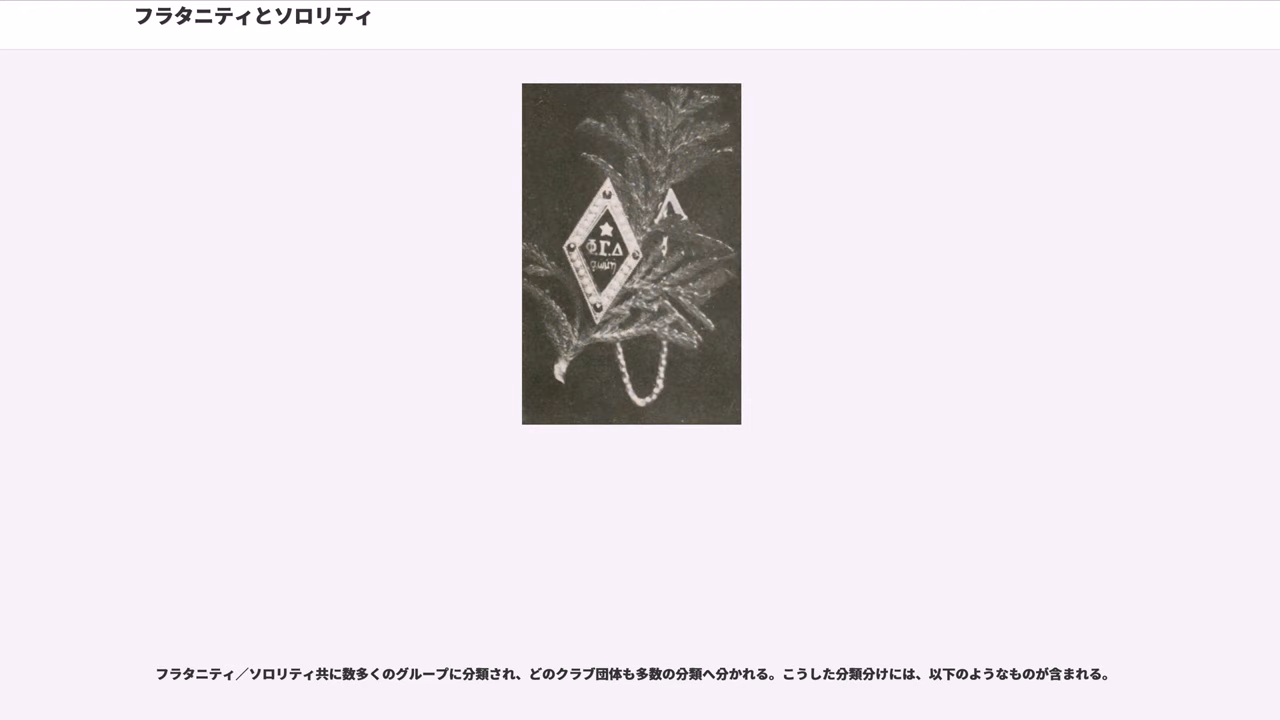 フラタニティとソロリティ
ΦΓΔ
フラタニティ／ソロリティ共に数多くのグループに分類され、どのクラブ団体も多数の分類へ分かれる。こうした分類分けには、以下のようなものが含まれる。